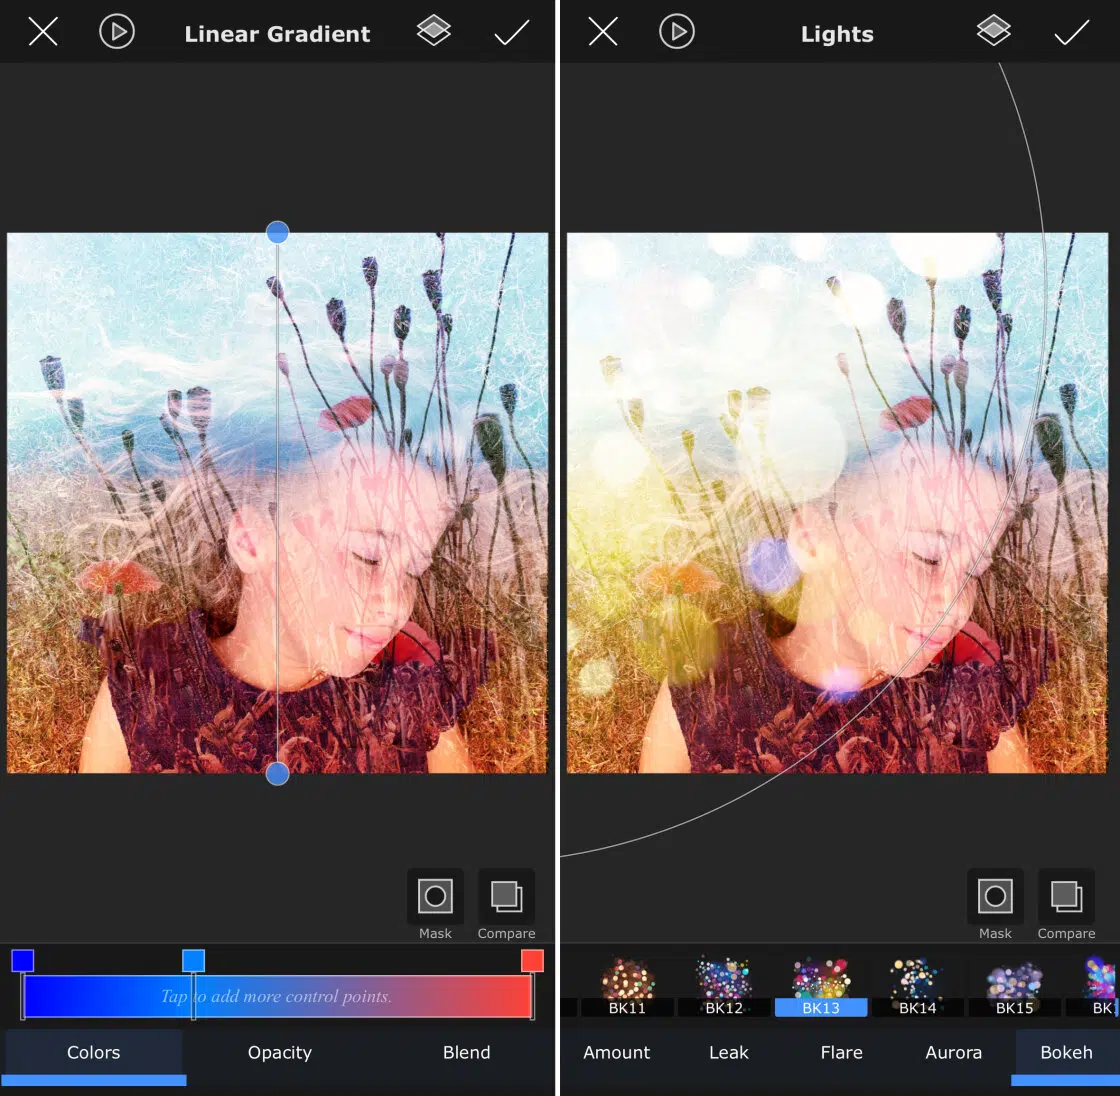 Linear Gradient
Mask
Compare
Tap to add more control points.
Colors
Opacity
Blend
Lights
Mask
Compare
BK11
BK12
BK13
BK14
BK15
BK
Amount
Leak
Flare
Aurora
Bokeh